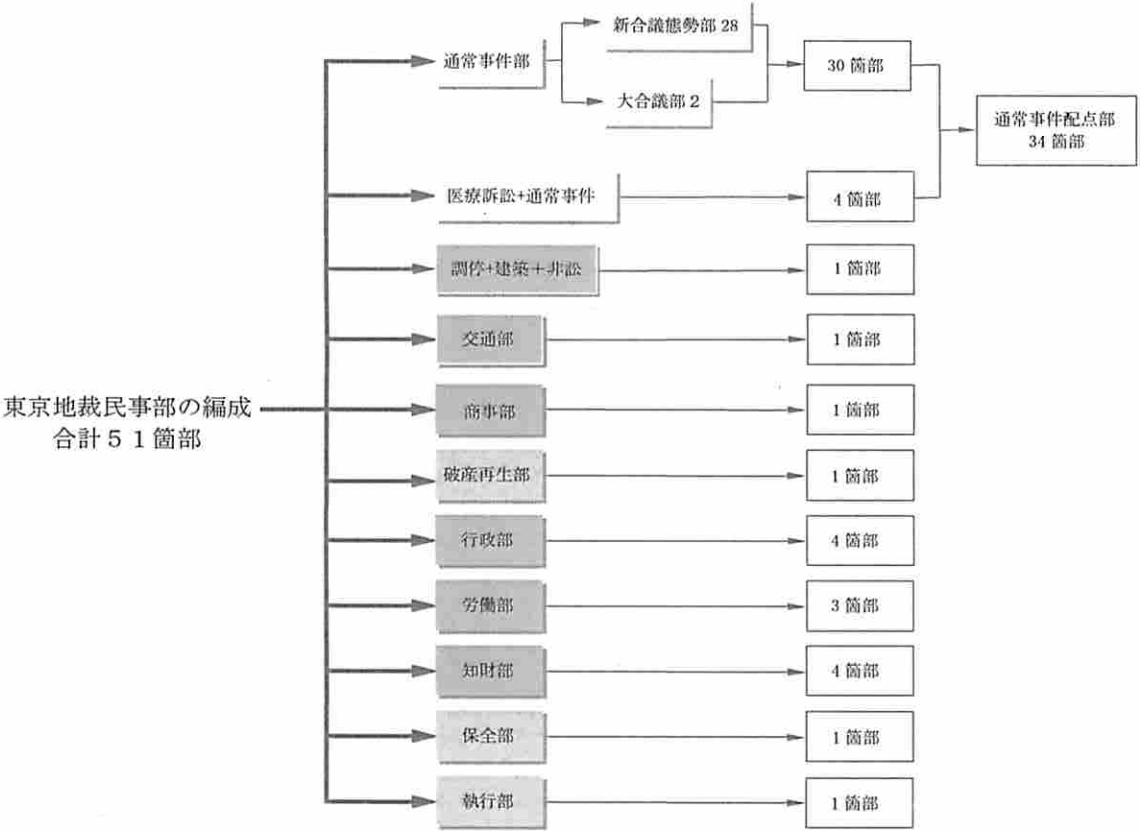 新合議態勢部 28
通常事件部
30 箇部
大合議部 2
通常事件配点部
34 箇部
医療訴訟+通常事件
4 箇部
調停+建築+非訟
1 箇部
交通部
1 箇部
東京地裁民事部の編成
合計51箇部
商事部
1 箇部
破産再生部
1 箇部
行政部
4 箇部
労働部
3 箇部
知財部
4 箇部
保全部
1 箇部
執行部
1 箇部